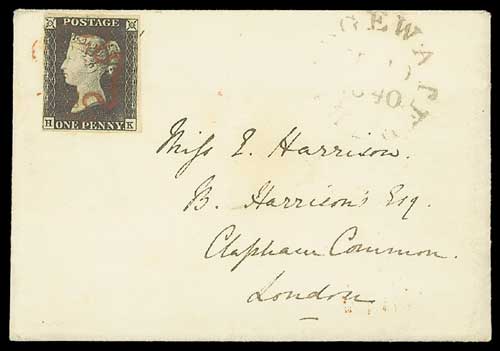 POSTAGE
ONE PENNY
H K
Miss E. Harrison.
B. Harrison's Esq.
Clapham Common.
London